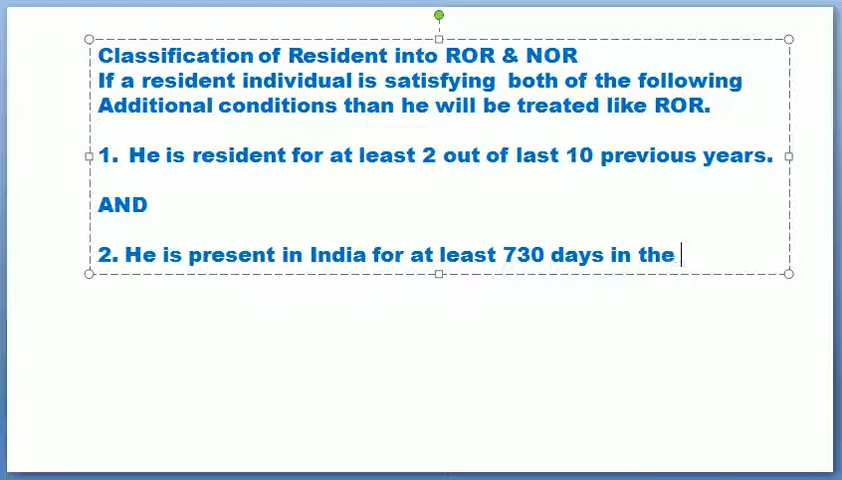 Classification of Resident into ROR & NOR
If a resident individual is satisfying both of the following
Additional conditions than he will be treated like ROR.
1. He is resident for at least 2 out of last 10 previous years.
AND
2. He is present in India for at least 730 days in the